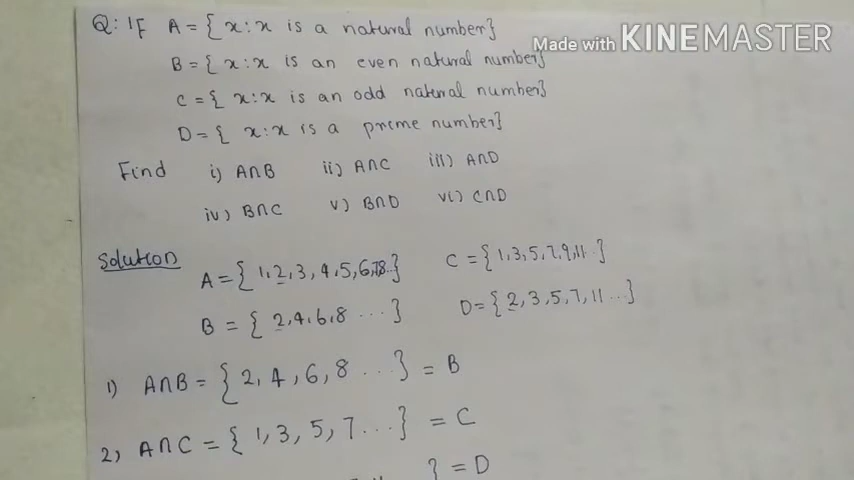 Q: If A = { x:x is a natural number}
Made with KINEMASTER
B = { x:x is an even natural number}
C = { x:x is an odd natural number}
D = { x:x is a prime number}
Find i) A∩B ii) A∩C iii) A∩D
iv) B∩C v) B∩D vi) C∩D
Solution
A = { 1,2,3,4,5,6,7,8..} C = { 1,3,5,7,9,11..}
B = { 2,4,6,8 ...} D = { 2,3,5,7,11 ...}
1) A∩B = { 2,4,6,8 ...} = B
2) A∩C = { 1,3,5,7...} = C
} = D